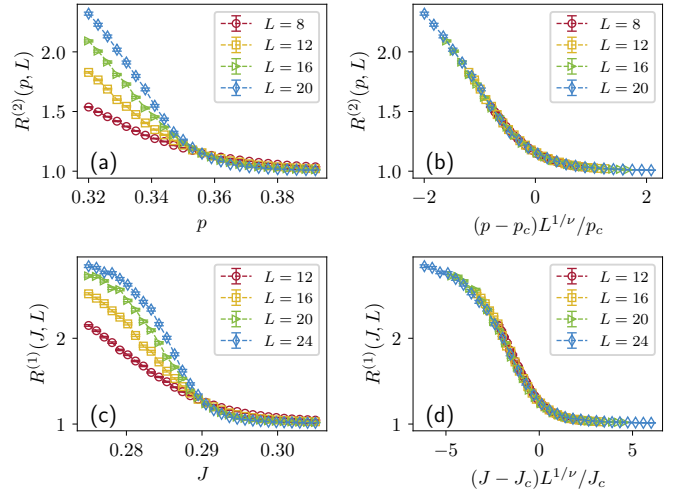 R^{(2)}(p, L)
2.0
1.5
1.0
0.32
0.34
0.36
0.38
p
(a)
L = 8
L = 12
L = 16
L = 20
R^{(2)}(p, L)
2.0
1.5
1.0
−2
0
2
(p − p_c)L^{1/ν}/p_c
(b)
L = 8
L = 12
L = 16
L = 20
R^{(1)}(J, L)
2
1
0.28
0.29
0.30
J
(c)
L = 12
L = 16
L = 20
L = 24
R^{(1)}(J, L)
2
1
−5
0
5
(J − J_c)L^{1/ν}/J_c
(d)
L = 12
L = 16
L = 20
L = 24